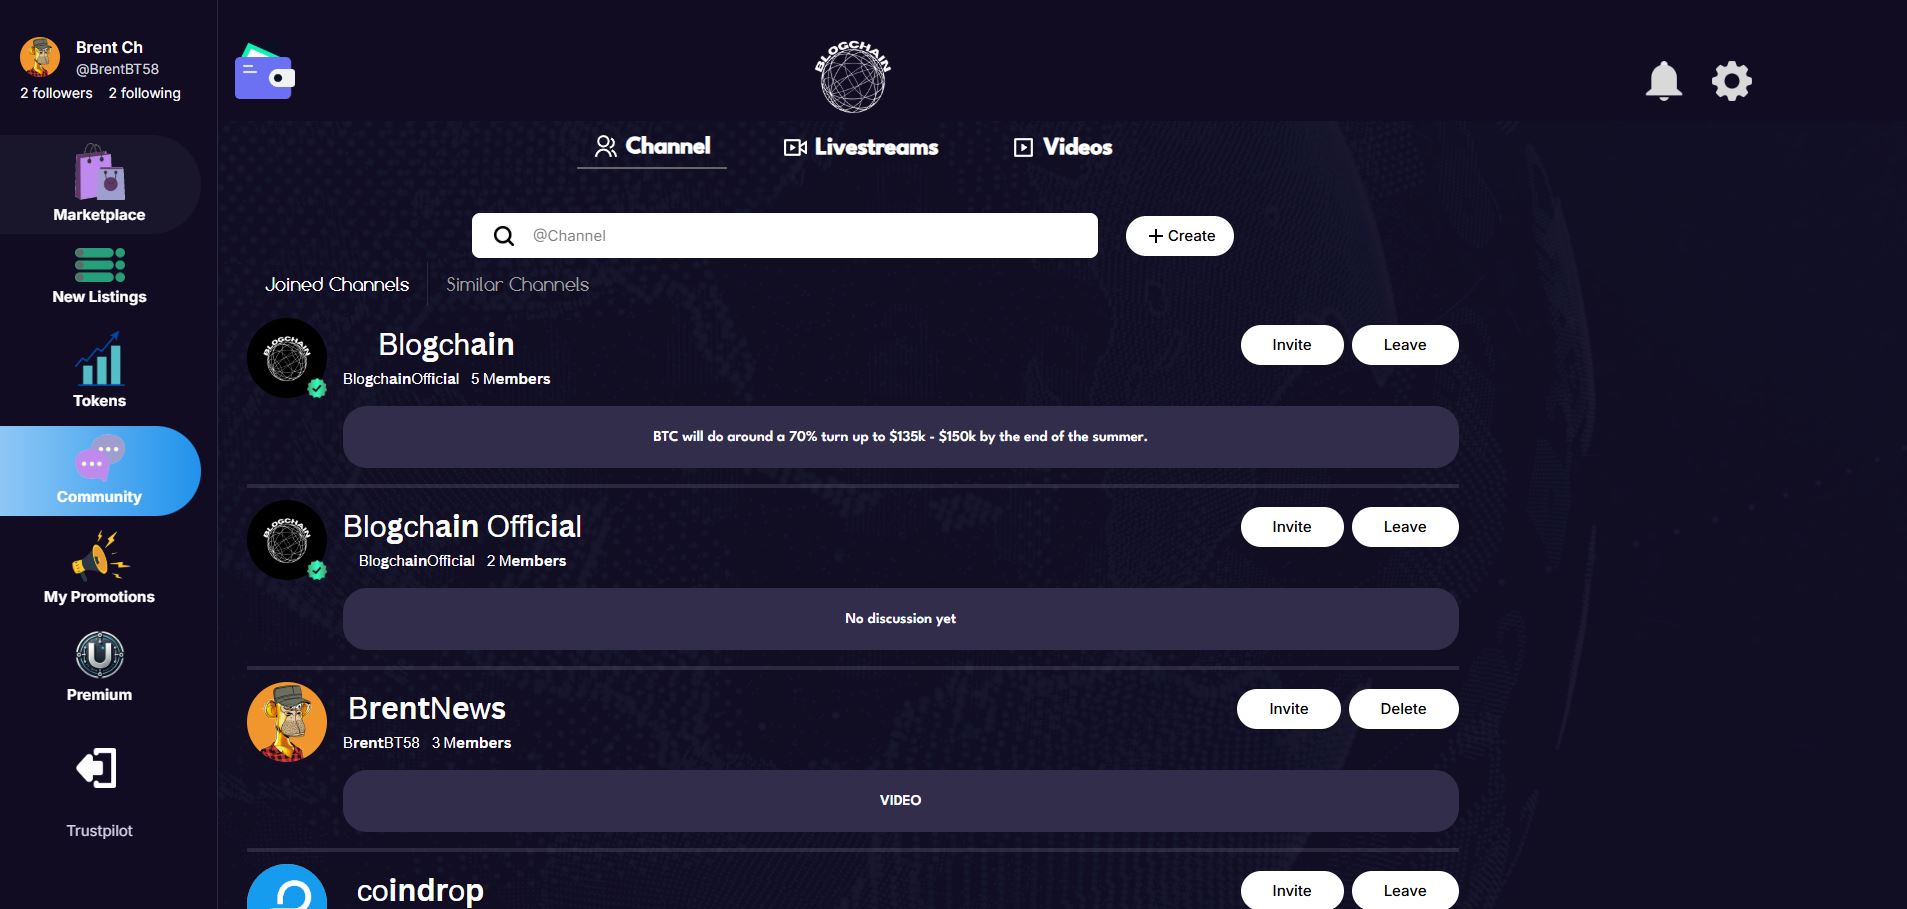 Brent Ch
@BrentBT58
2 followers 2 following
Marketplace
New Listings
Tokens
Community
My Promotions
Premium
Trustpilot
BLOGCHAIN
Channel Livestreams Videos
@Channel
+ Create
Joined Channels Similar Channels
BLOGCHAIN
Blogchain
Invite Leave
BlogchainOfficial 5 Members
BTC will do around a 70% turn up to $135k - $150k by the end of the summer.
BLOGCHAIN
Blogchain Official
Invite Leave
BlogchainOfficial 2 Members
No discussion yet
BrentNews
Invite Delete
BrentBT58 3 Members
VIDEO
coindrop
Invite Leave